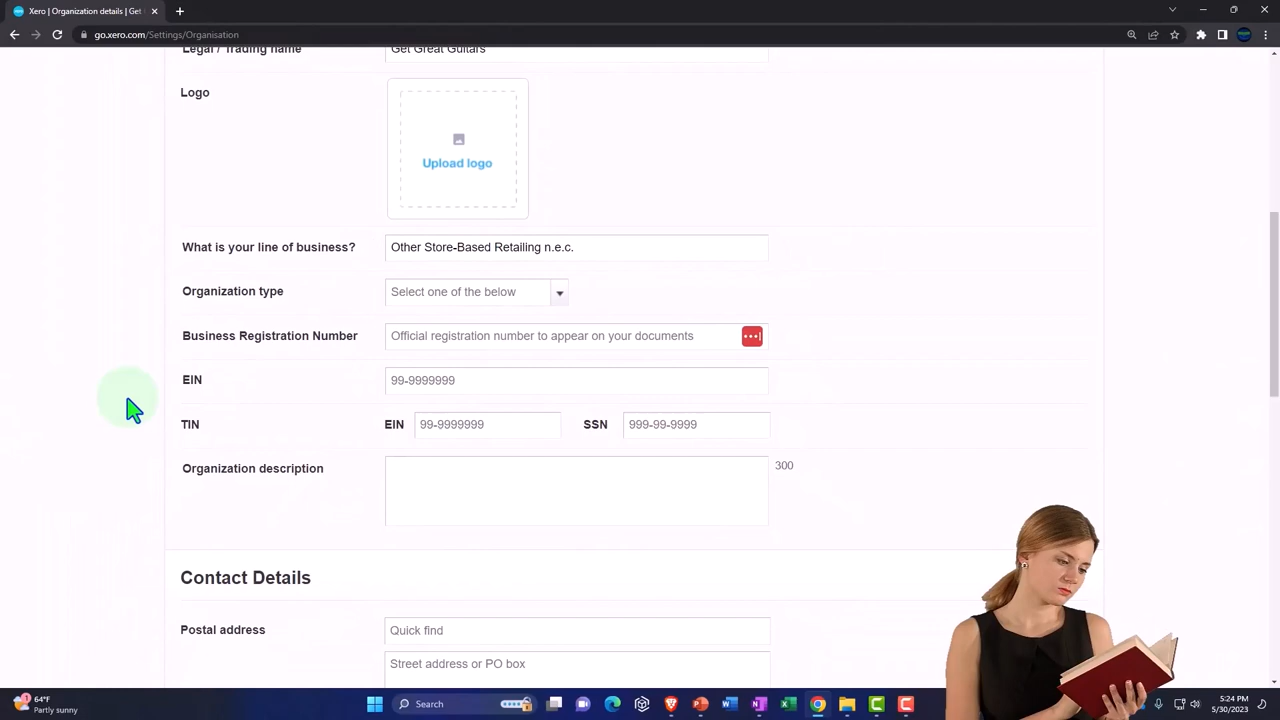 Xero | Organization details | Get
go.xero.com/Settings/Organisation
Legal / Trading name Get Great Guitars
Logo
Upload logo
What is your line of business? Other Store-Based Retailing n.e.c.
Organization type Select one of the below
Business Registration Number Official registration number to appear on your documents
EIN 99-9999999
TIN EIN 99-9999999 SSN 999-99-9999
Organization description 300
Contact Details
Postal address Quick find
Street address or PO box
1 64°F
Partly sunny
Search
5:24 PM
5/30/2023